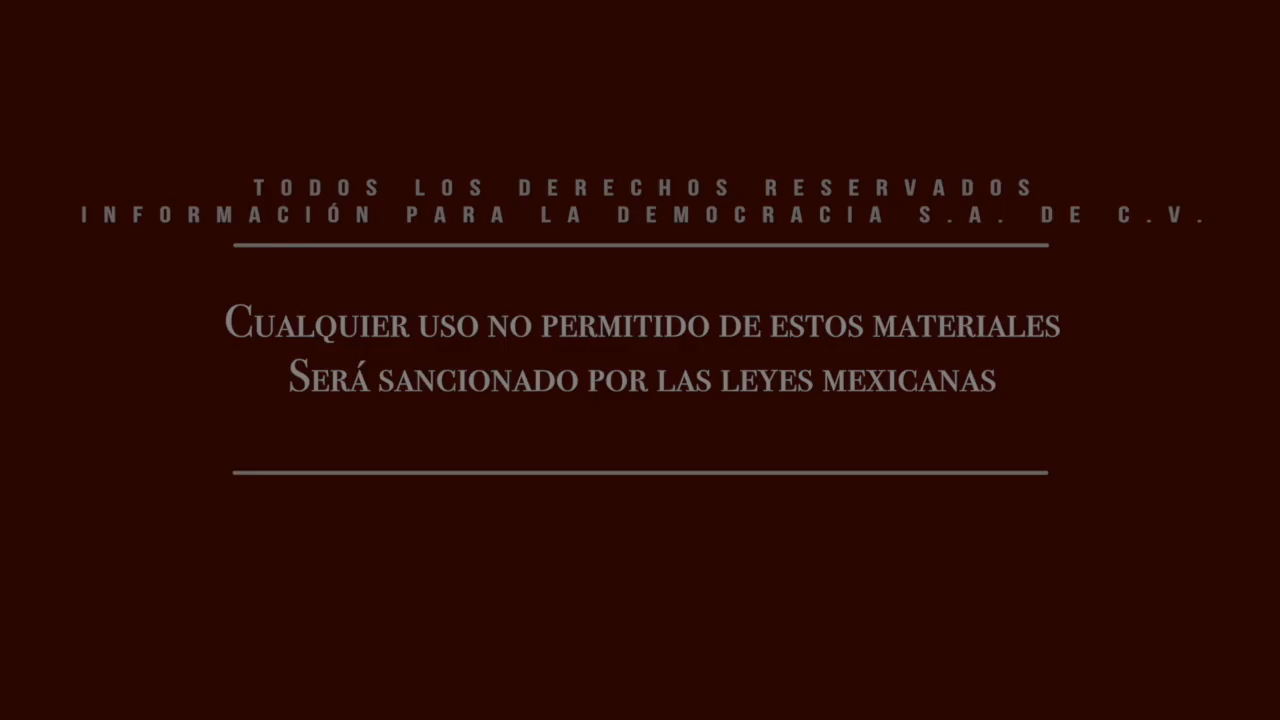 TODOS LOS DERECHOS RESERVADOS
INFORMACIÓN PARA LA DEMOCRACIA S.A. DE C.V.
Cualquier uso no permitido de estos materiales
Será sancionado por las leyes mexicanas